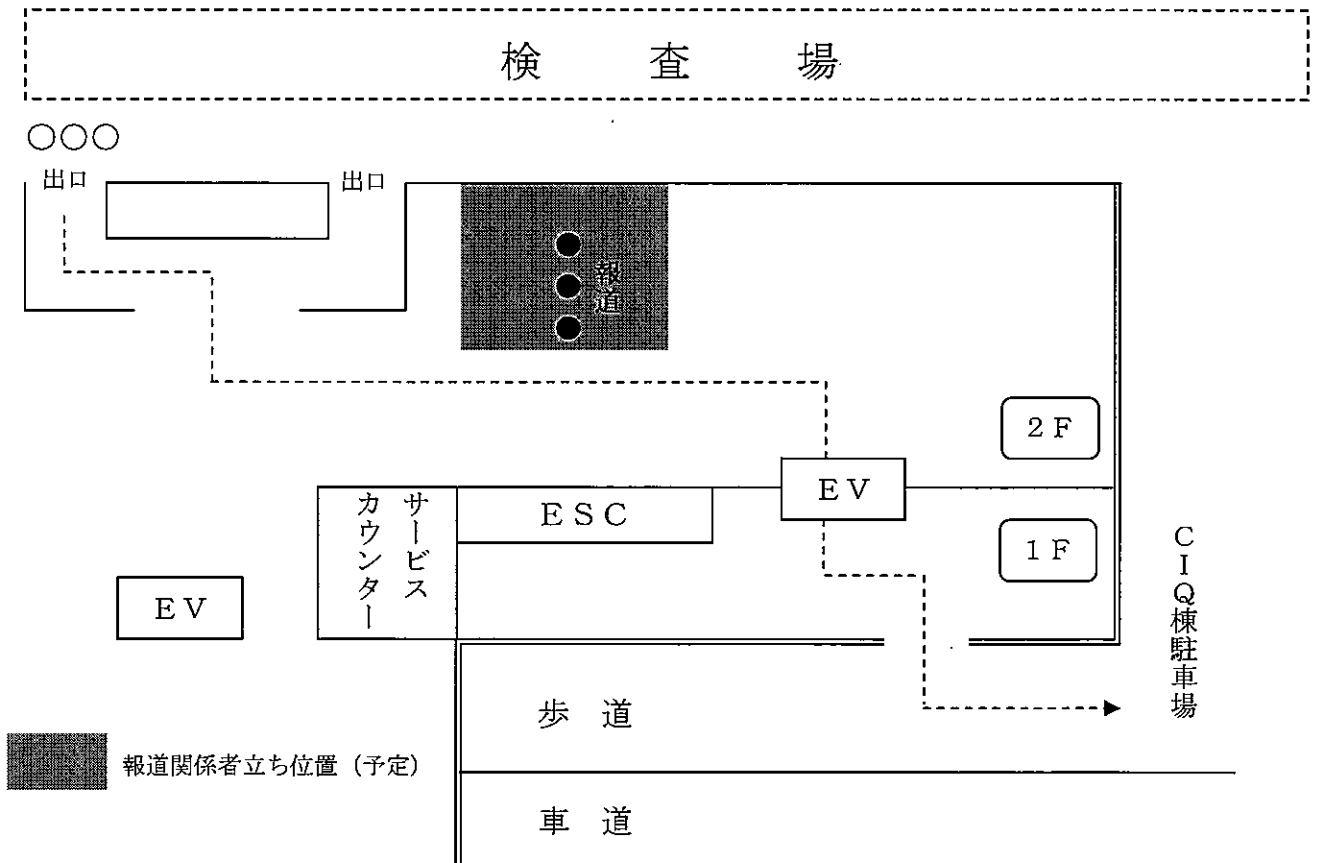 検査場
○○○
出口
出口
報道
2F
EV
ESC
サービス
カウンター
1F
EV
CIQ棟駐車場
歩道
報道関係者立ち位置（予定）
車道